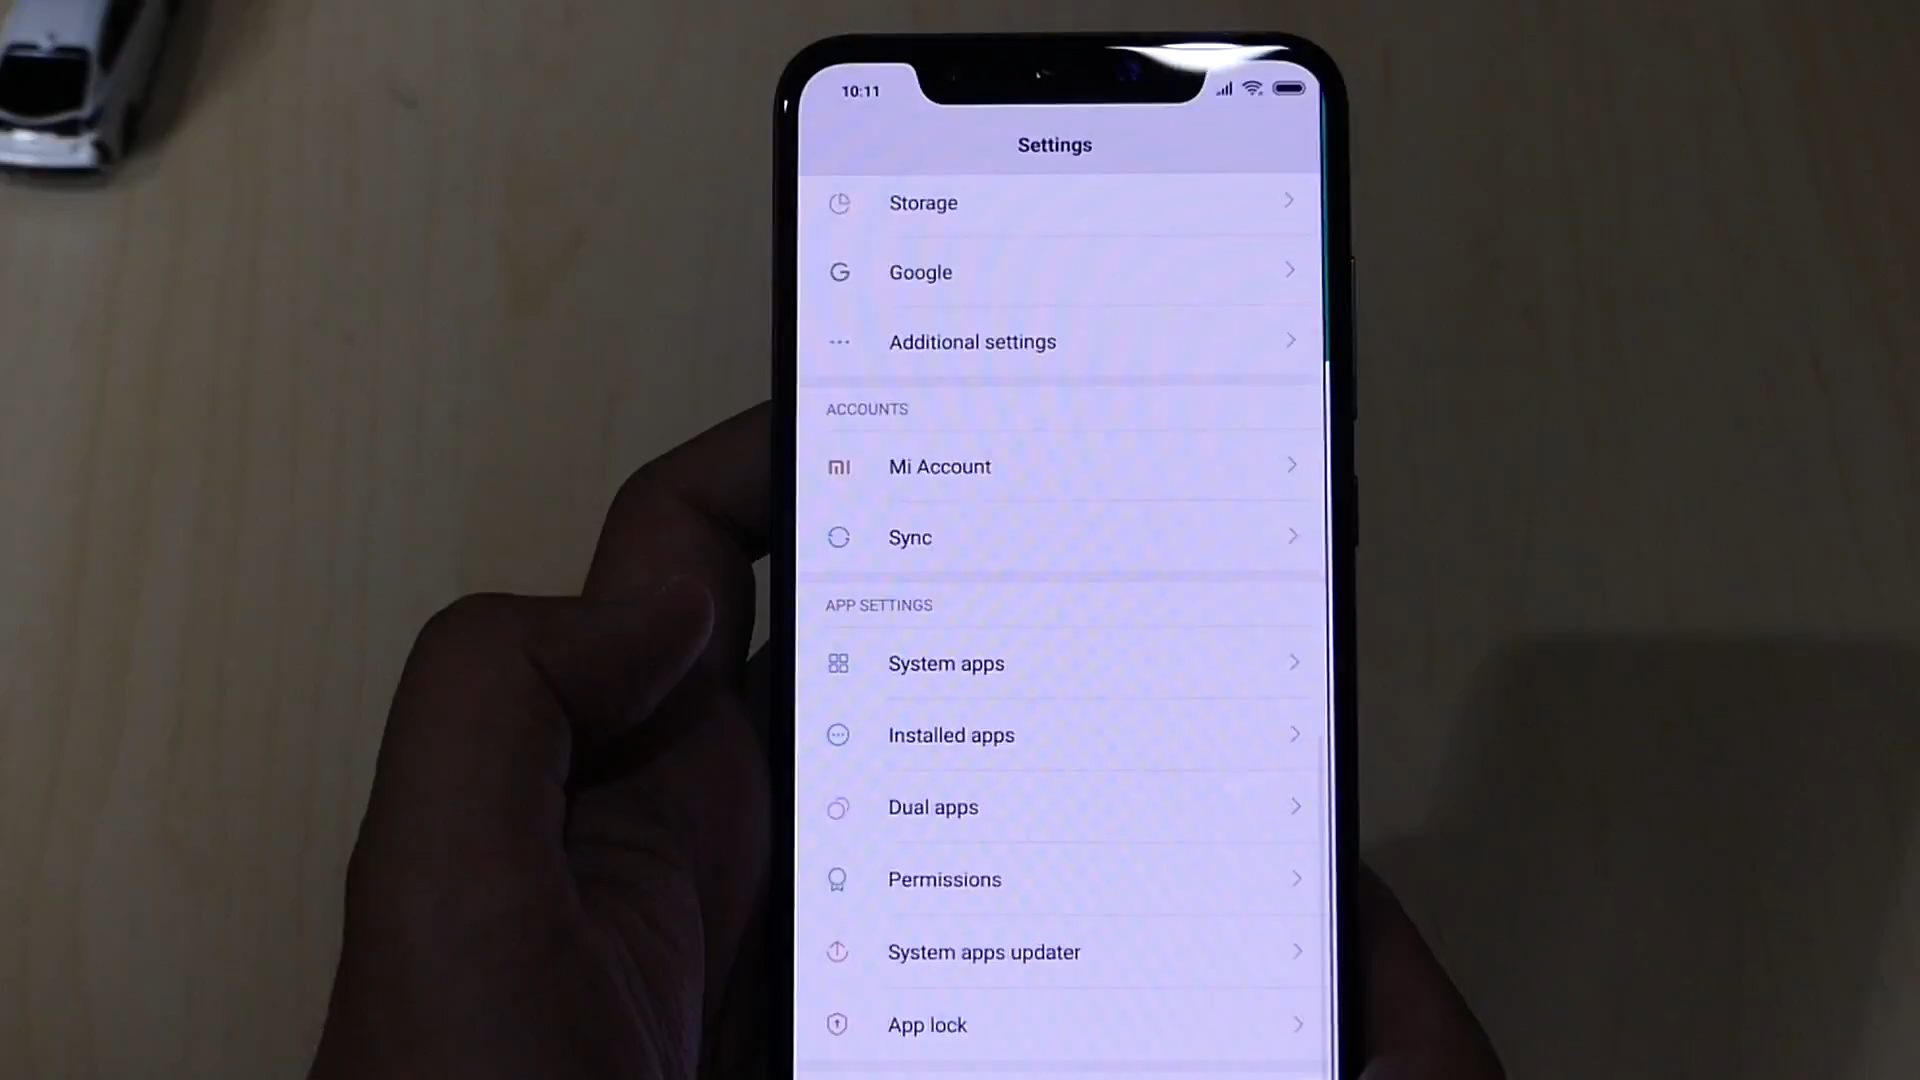 10:11
Settings
Storage
Google
Additional settings
ACCOUNTS
Mi Account
Sync
APP SETTINGS
System apps
Installed apps
Dual apps
Permissions
System apps updater
App lock